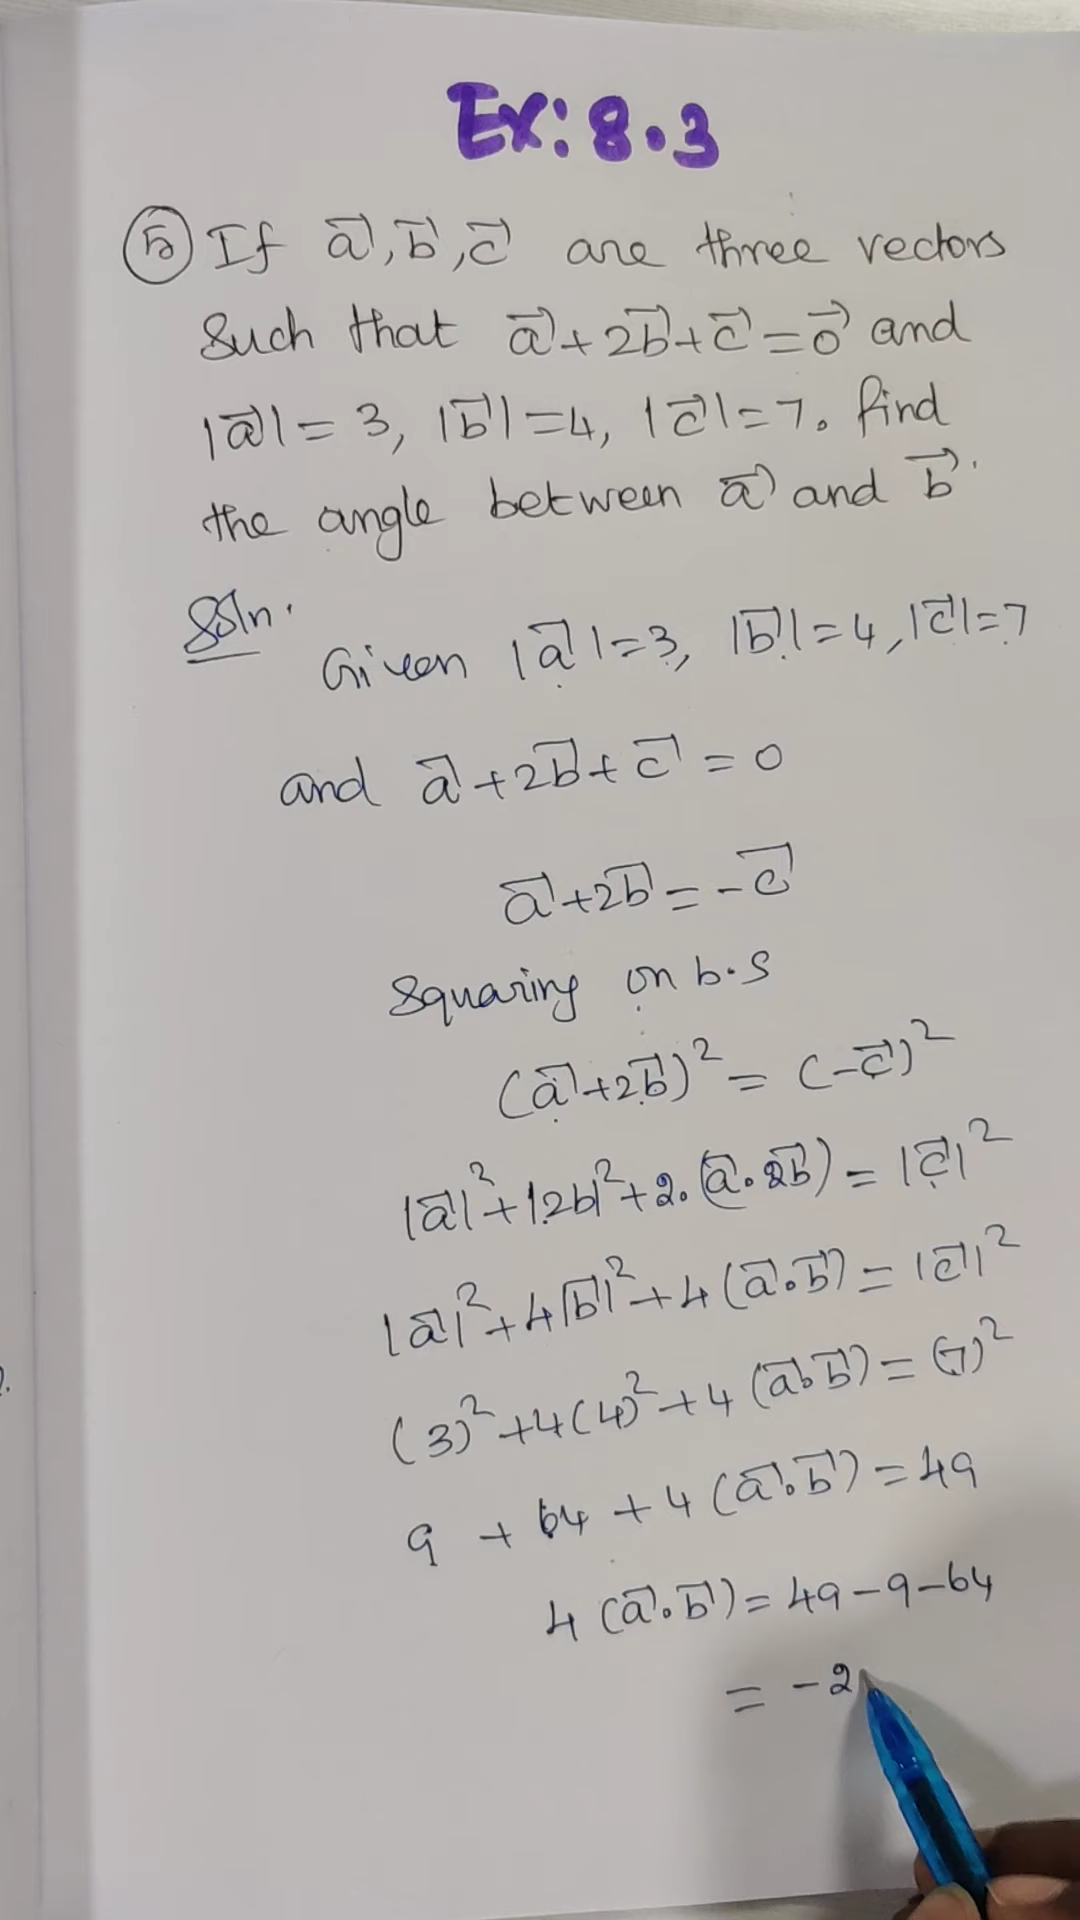 Ex: 8.3
⑤ If a⃗, b⃗, c⃗ are three vectors
Such that a⃗ + 2b⃗ + c⃗ = 0⃗ and
|a⃗| = 3, |b⃗| = 4, |c⃗| = 7. find
the angle between a⃗ and b⃗.
Soln.
Given |a⃗| = 3, |b⃗| = 4, |c⃗| = 7
and a⃗ + 2b⃗ + c⃗ = 0
a⃗ + 2b⃗ = -c⃗
Squaring on b.s
(a⃗ + 2b⃗)² = (-c⃗)²
|a⃗|² + |2b|² + 2.(a⃗.2b⃗) = |c⃗|²
|a⃗|² + 4|b⃗|² + 4(a⃗.b⃗) = |c⃗|²
(3)² + 4(4)² + 4(a⃗.b⃗) = (7)²
9 + 64 + 4(a⃗.b⃗) = 49
4(a⃗.b⃗) = 49 - 9 - 64
= -2